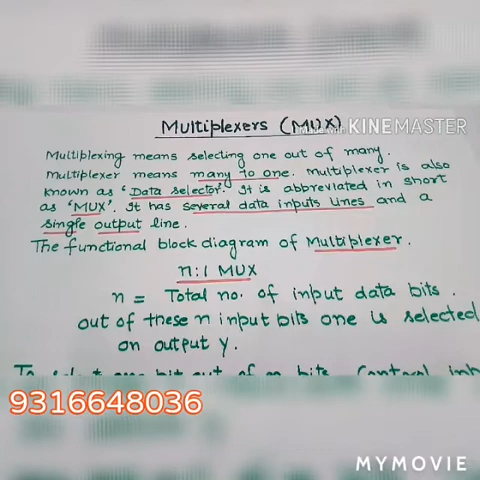 Multiplexers (MUX)
KINEMASTER
Multiplexing means selecting one out of many.
Multiplexer means many to one. Multiplexer is also
known as 'Data selector'. It is abbreviated in short
as 'MUX'. It has several data inputs lines and a
single output line.
The functional block diagram of Multiplexer.
n:1 MUX
n = Total no. of input data bits.
out of these n input bits one is selected
on output y.
9316648036
MYMOVIE